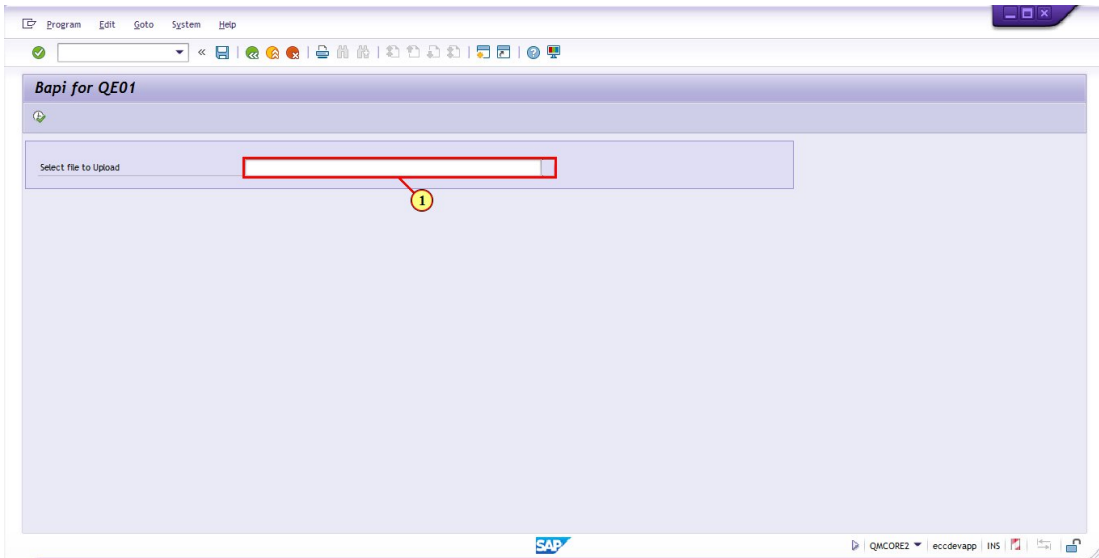 Program Edit Goto System Help
Bapi for QE01
Select file to Upload
1
SAP
QMCORE2 eccdevapp INS